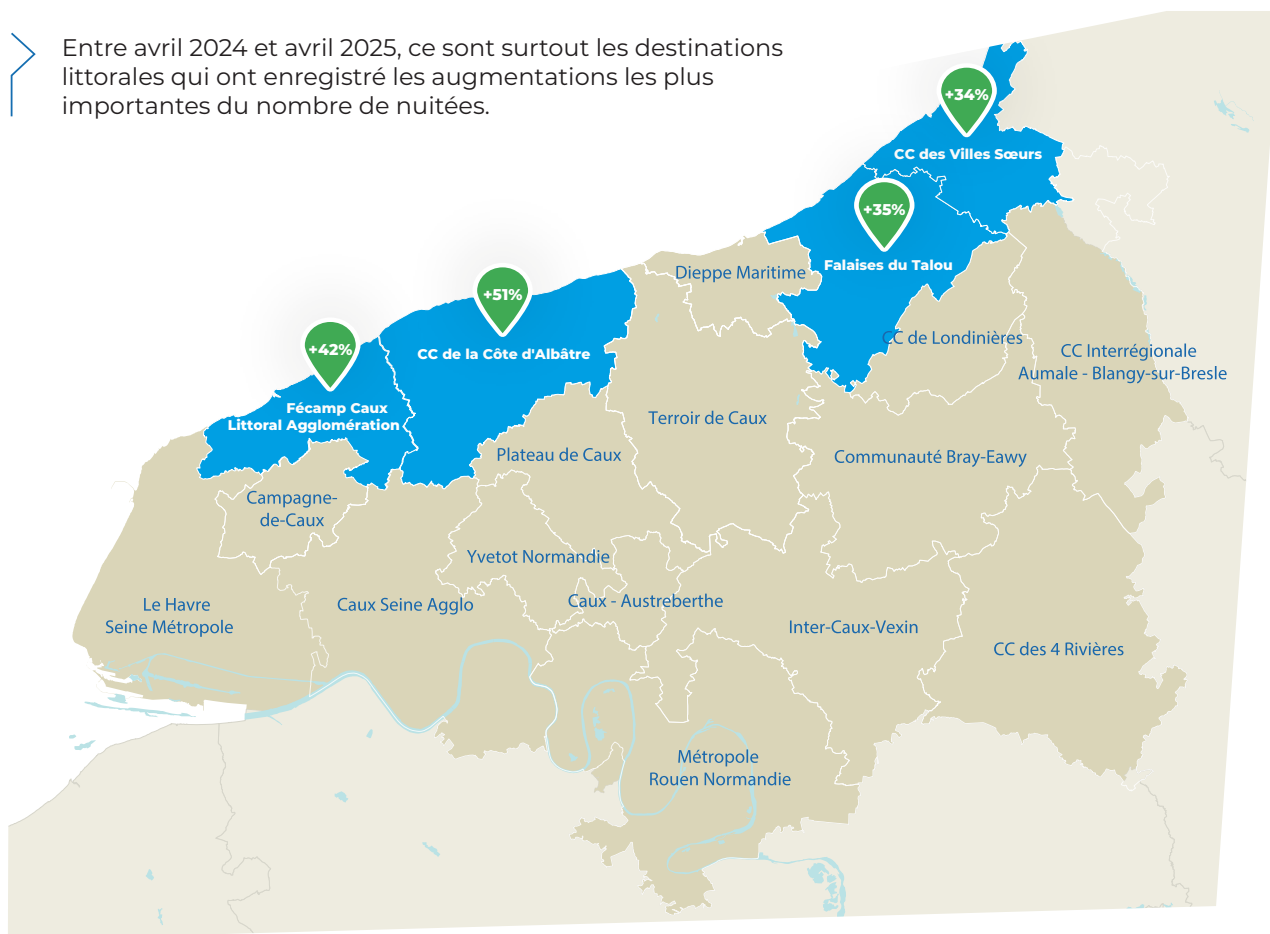 Entre avril 2024 et avril 2025, ce sont surtout les destinations
littorales qui ont enregistré les augmentations les plus
importantes du nombre de nuitées.
+34%
CC des Villes Sœurs
+35%
Falaises du Talou
Dieppe Maritime
+51%
CC de la Côte d'Albâtre
+42%
Fécamp Caux
Littoral Agglomération
CC de Londinières
CC Interrégionale
Aumale - Blangy-sur-Bresle
Terroir de Caux
Plateau de Caux
Communauté Bray-Eawy
Campagne-
de-Caux
Yvetot Normandie
Le Havre
Seine Métropole
Caux Seine Agglo
Caux - Austreberthe
Inter-Caux-Vexin
CC des 4 Rivières
Métropole
Rouen Normandie